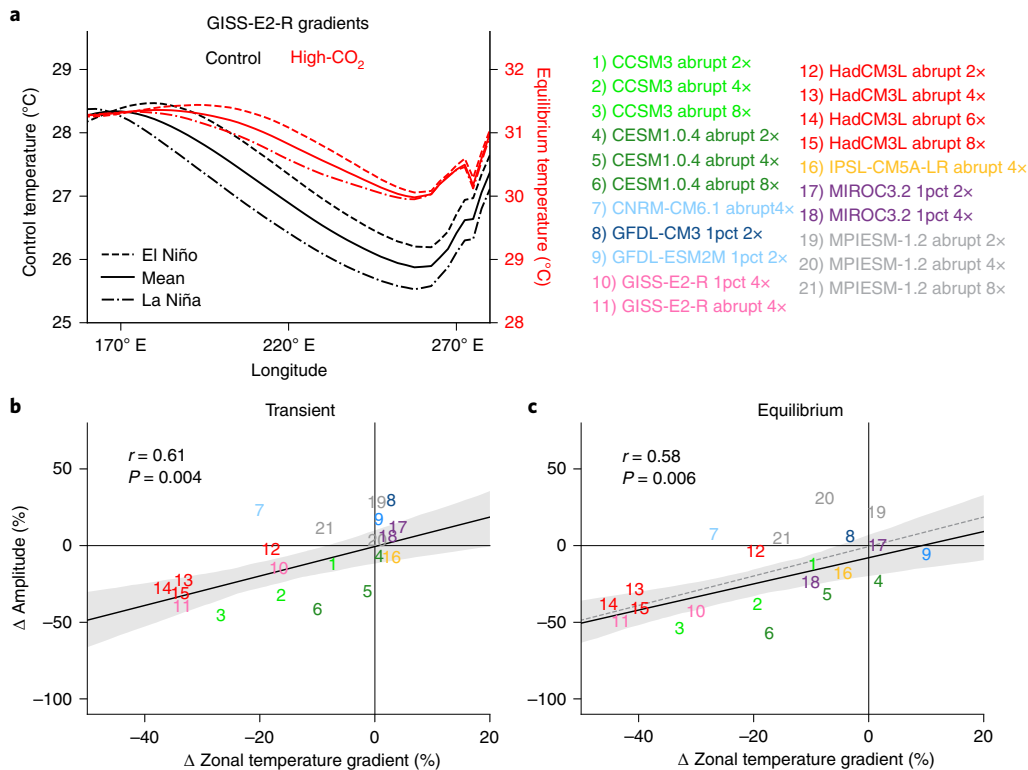 a
GISS-E2-R gradients
Control High-CO2
29
28
27
26
25
Control temperature (°C)
32
31
30
29
28
Equilibrium temperature (°C)
El Niño
Mean
La Niña
170° E 220° E 270° E
Longitude
1) CCSM3 abrupt 2×
2) CCSM3 abrupt 4×
3) CCSM3 abrupt 8×
4) CESM1.0.4 abrupt 2×
5) CESM1.0.4 abrupt 4×
6) CESM1.0.4 abrupt 8×
7) CNRM-CM6.1 abrupt4×
8) GFDL-CM3 1pct 2×
9) GFDL-ESM2M 1pct 2×
10) GISS-E2-R 1pct 4×
11) GISS-E2-R abrupt 4×
12) HadCM3L abrupt 2×
13) HadCM3L abrupt 4×
14) HadCM3L abrupt 6×
15) HadCM3L abrupt 8×
16) IPSL-CM5A-LR abrupt 4×
17) MIROC3.2 1pct 2×
18) MIROC3.2 1pct 4×
19) MPIESM-1.2 abrupt 2×
20) MPIESM-1.2 abrupt 4×
21) MPIESM-1.2 abrupt 8×
b
Transient
r = 0.61
P = 0.004
50
0
−50
−100
Δ Amplitude (%)
7
21
19
8
9
17
18
20
12
10
1
4
16
14
13
15
11
3
2
6
5
−40 −20 0 20
Δ Zonal temperature gradient (%)
c
Equilibrium
r = 0.58
P = 0.006
50
0
−50
−100
7
20
21
19
8
17
9
12
1
16
18
4
5
14
13
15
11
10
3
2
6
−40 −20 0 20
Δ Zonal temperature gradient (%)